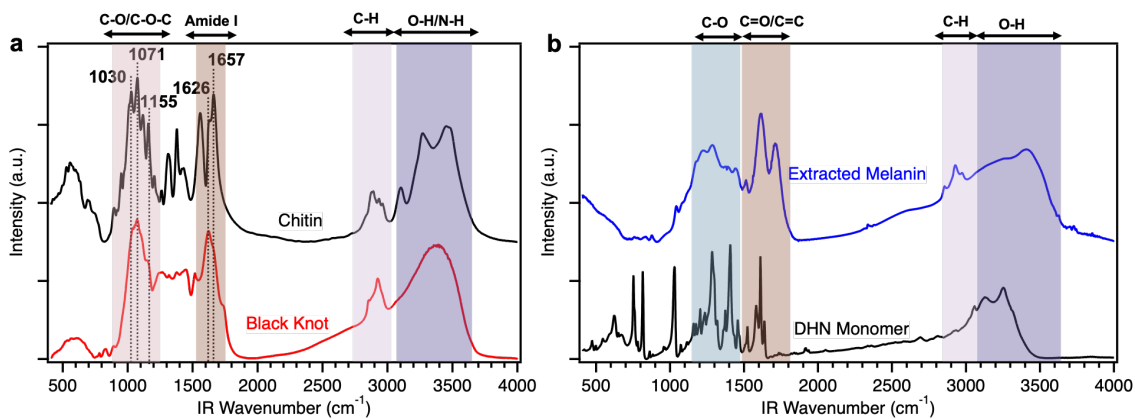 a
C-O/C-O-C
Amide I
C-H
O-H/N-H
1071
1657
1030
1626
1155
Chitin
Black Knot
Intensity (a.u.)
500 1000 1500 2000 2500 3000 3500 4000
IR Wavenumber (cm⁻¹)
b
C-O
C=O/C=C
C-H
O-H
Extracted Melanin
DHN Monomer
Intensity (a.u.)
500 1000 1500 2000 2500 3000 3500 4000
IR Wavenumber (cm⁻¹)